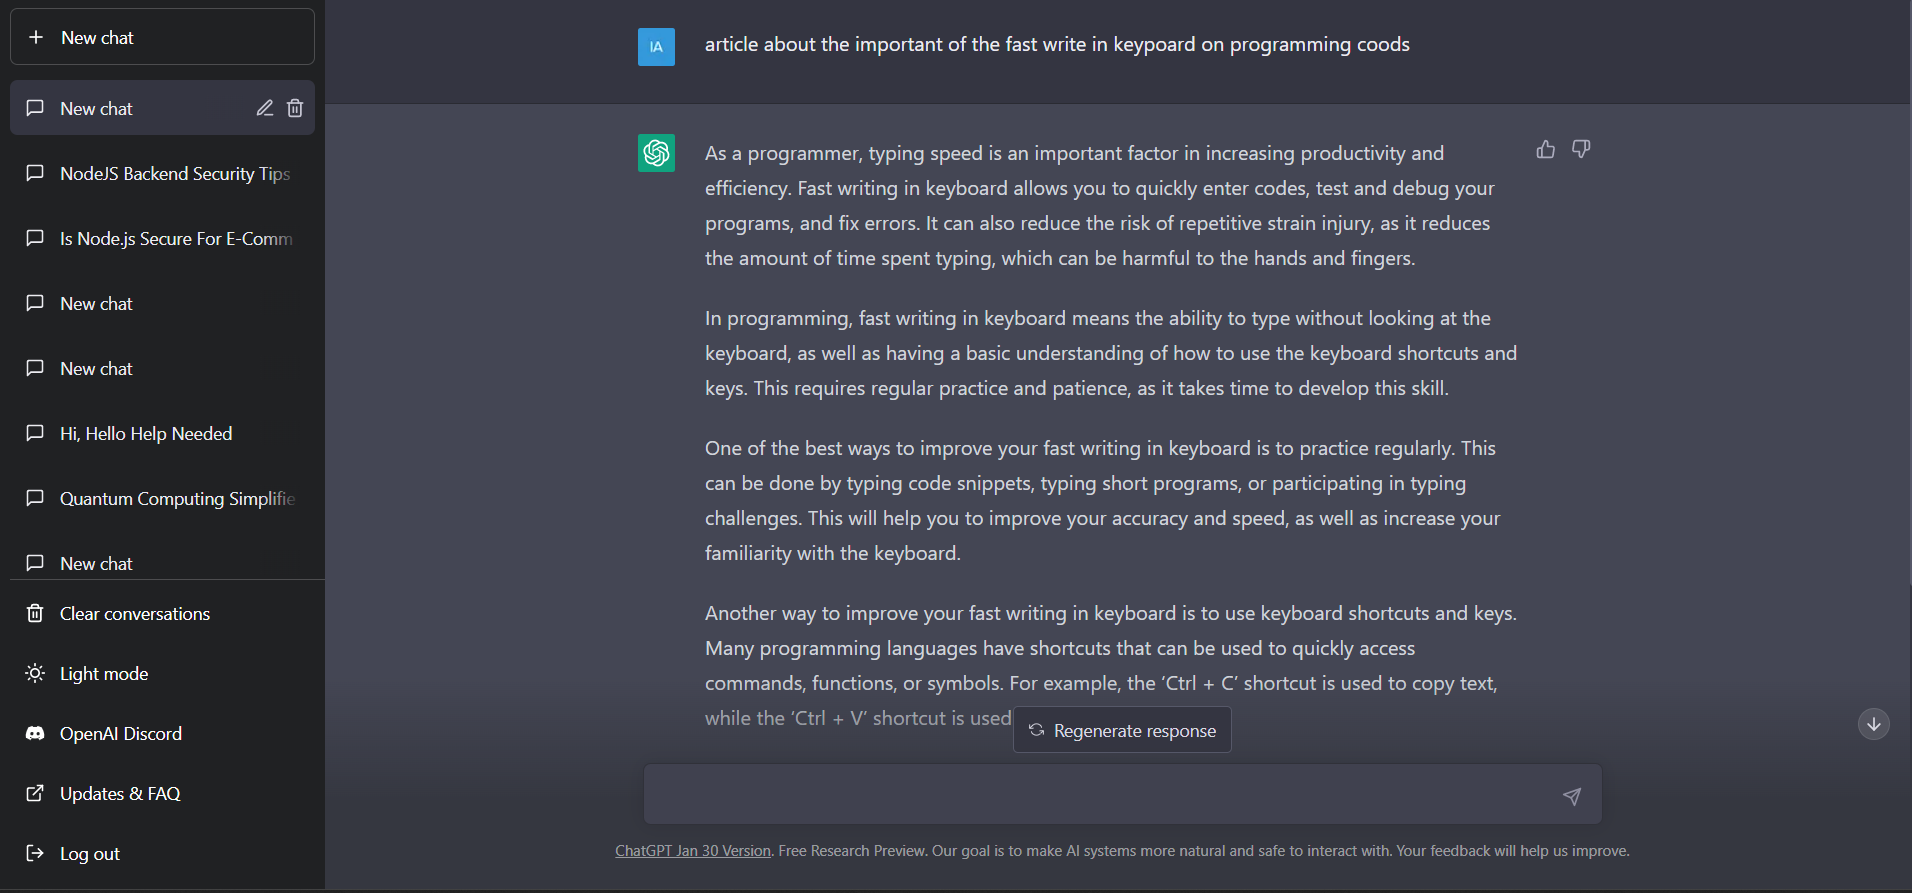 New chat
New chat
NodeJS Backend Security Tips
Is Node.js Secure For E-Comm
New chat
New chat
Hi, Hello Help Needed
Quantum Computing Simplifie
New chat
Clear conversations
Light mode
OpenAI Discord
Updates & FAQ
Log out
IA
article about the important of the fast write in keypoard on programming coods
As a programmer, typing speed is an important factor in increasing productivity and
efficiency. Fast writing in keyboard allows you to quickly enter codes, test and debug your
programs, and fix errors. It can also reduce the risk of repetitive strain injury, as it reduces
the amount of time spent typing, which can be harmful to the hands and fingers.
In programming, fast writing in keyboard means the ability to type without looking at the
keyboard, as well as having a basic understanding of how to use the keyboard shortcuts and
keys. This requires regular practice and patience, as it takes time to develop this skill.
One of the best ways to improve your fast writing in keyboard is to practice regularly. This
can be done by typing code snippets, typing short programs, or participating in typing
challenges. This will help you to improve your accuracy and speed, as well as increase your
familiarity with the keyboard.
Another way to improve your fast writing in keyboard is to use keyboard shortcuts and keys.
Many programming languages have shortcuts that can be used to quickly access
commands, functions, or symbols. For example, the ‘Ctrl + C’ shortcut is used to copy text,
while the ‘Ctrl + V’ shortcut is used
Regenerate response
ChatGPT Jan 30 Version. Free Research Preview. Our goal is to make AI systems more natural and safe to interact with. Your feedback will help us improve.